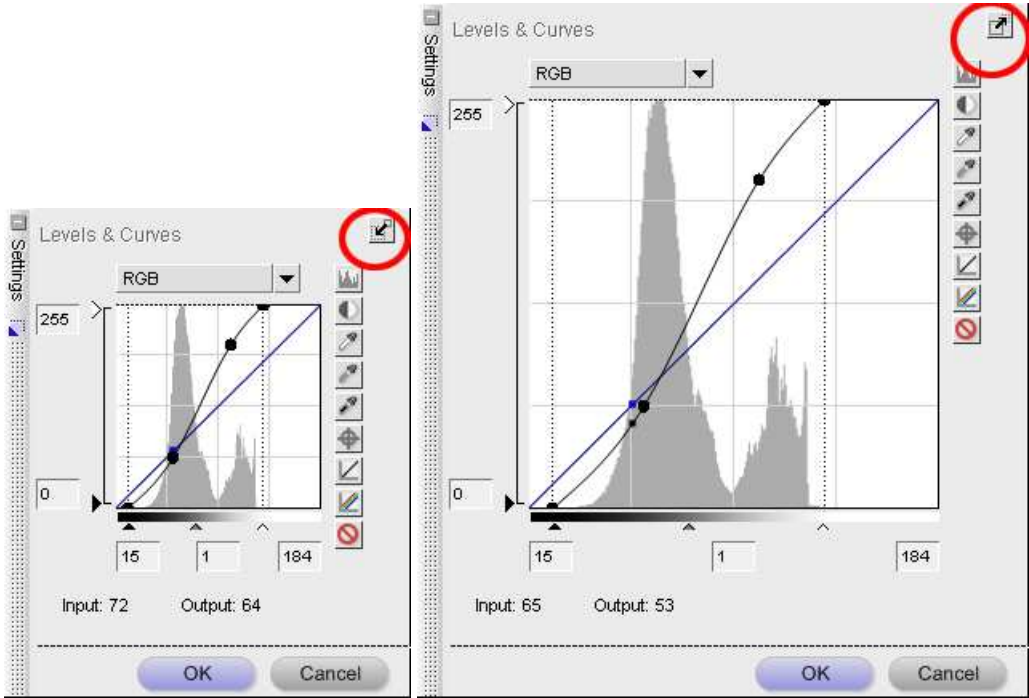 Settings
Levels & Curves
RGB
255
0
15 1 184
Input: 72 Output: 64
OK Cancel
Settings
Levels & Curves
RGB
255
0
15 1 184
Input: 65 Output: 53
OK Cancel